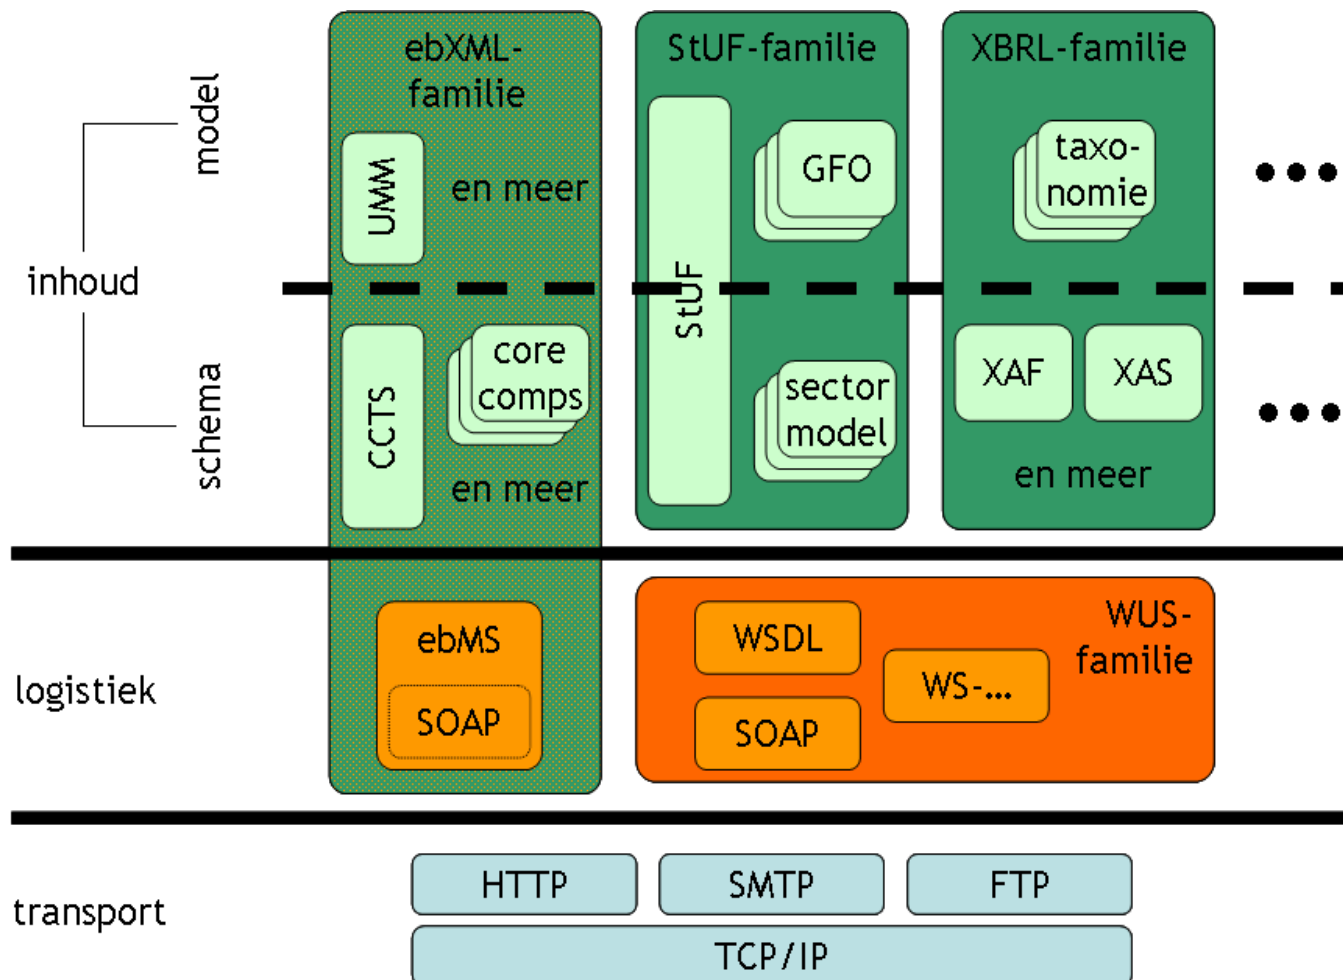 ebXML-
familie
StUF-familie
XBRL-familie
model
UMM
en meer
GFO
taxo-
nomie
inhoud
StUF
schema
CCTS
core
comps
en meer
sector
model
XAF
XAS
en meer
logistiek
ebMS
SOAP
WSDL
SOAP
WS-...
WUS-
familie
transport
HTTP
SMTP
FTP
TCP/IP